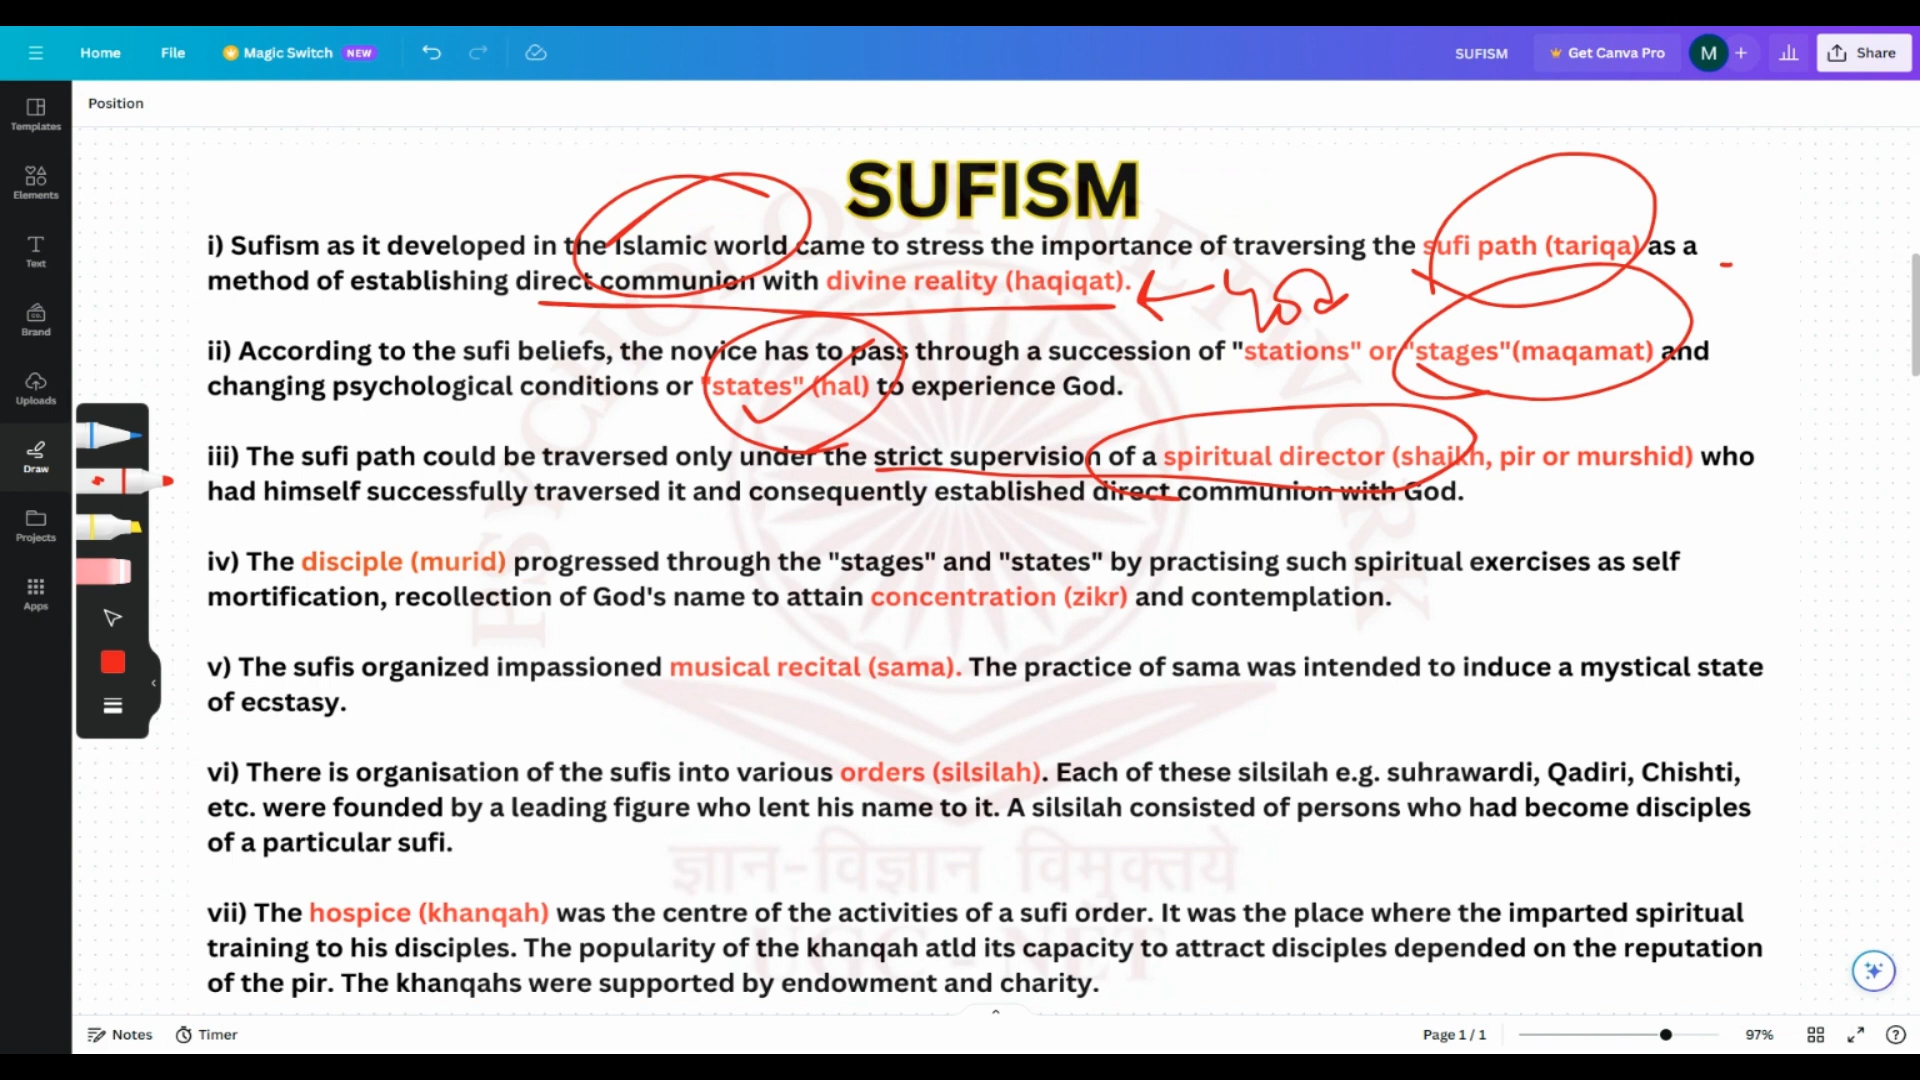 Home
File
Magic Switch NEW
SUFISM
Get Canva Pro
M
+
Share
Position
Templates
Elements
Text
Brand
Uploads
Draw
Projects
Apps
SUFISM
i) Sufism as it developed in the Islamic world came to stress the importance of traversing the sufi path (tariqa) as a
method of establishing direct communion with divine reality (haqiqat).
God
ii) According to the sufi beliefs, the novice has to pass through a succession of "stations" or "stages"(maqamat) and
changing psychological conditions or "states" (hal) to experience God.
iii) The sufi path could be traversed only under the strict supervision of a spiritual director (shaikh, pir or murshid) who
had himself successfully traversed it and consequently established direct communion with God.
iv) The disciple (murid) progressed through the "stages" and "states" by practising such spiritual exercises as self
mortification, recollection of God's name to attain concentration (zikr) and contemplation.
v) The sufis organized impassioned musical recital (sama). The practice of sama was intended to induce a mystical state
of ecstasy.
vi) There is organisation of the sufis into various orders (silsilah). Each of these silsilah e.g. suhrawardi, Qadiri, Chishti,
etc. were founded by a leading figure who lent his name to it. A silsilah consisted of persons who had become disciples
of a particular sufi.
vii) The hospice (khanqah) was the centre of the activities of a sufi order. It was the place where the imparted spiritual
training to his disciples. The popularity of the khanqah atld its capacity to attract disciples depended on the reputation
of the pir. The khanqahs were supported by endowment and charity.
PSYCHOLOGY NETWORK
ज्ञान-विज्ञान विमुक्तये
UGC-NET
Notes
Timer
Page 1 / 1
97%